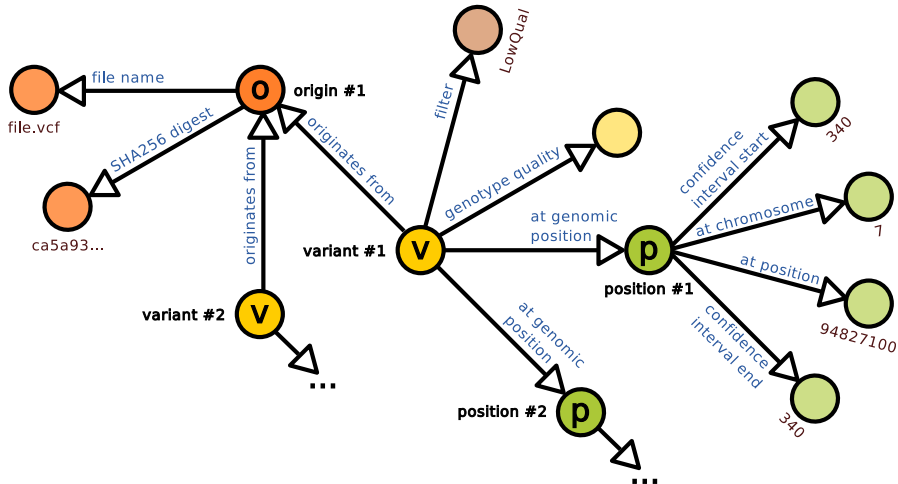 LowQual
file name
file.vcf
O
origin #1
SHA256 digest
ca5a93...
originates from
originates from
filter
genotype quality
confidence
interval start
340
at chromosome
7
at genomic
position
variant #1
V
p
position #1
at position
94827100
variant #2
V
...
at genomic
position
confidence
interval end
340
position #2
p
...